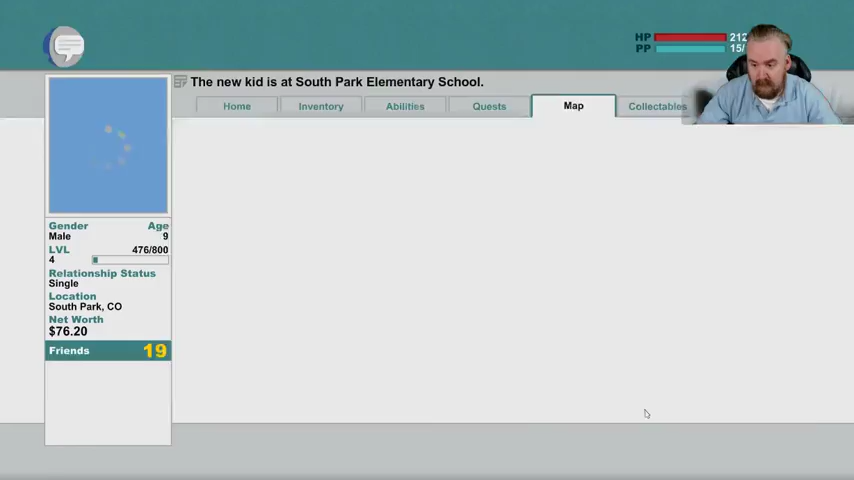 HP 212
PP 15/
The new kid is at South Park Elementary School.
Home Inventory Abilities Quests Map Collectables
Gender Age
Male 9
LVL 476/800
4
Relationship Status
Single
Location
South Park, CO
Net Worth
$76.20
Friends 19